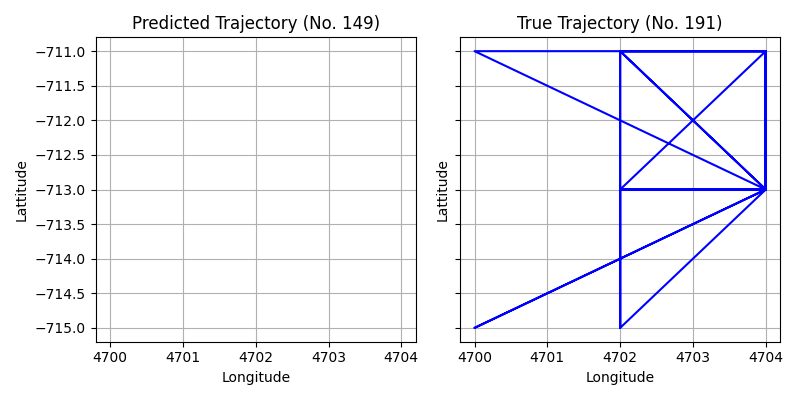 Predicted Trajectory (No. 149)
True Trajectory (No. 191)
−711.0
−711.5
−712.0
−712.5
−713.0
−713.5
−714.0
−714.5
−715.0
Lattitude
Lattitude
4700 4701 4702 4703 4704
4700 4701 4702 4703 4704
Longitude
Longitude